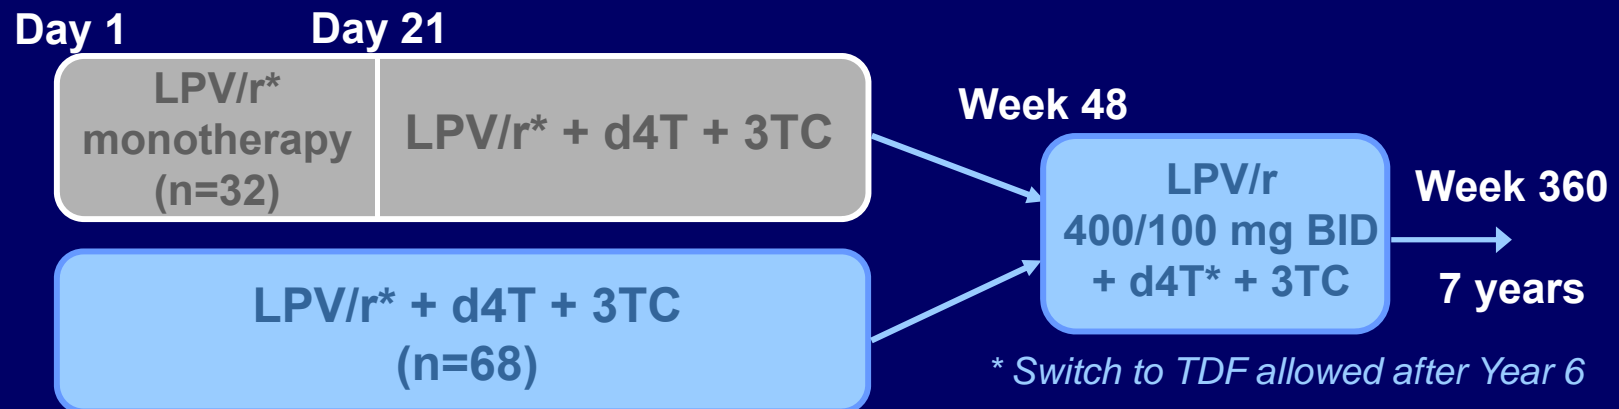 Day 1
Day 21
LPV/r*
monotherapy
(n=32)
LPV/r* + d4T + 3TC
LPV/r* + d4T + 3TC
(n=68)
Week 48
LPV/r
400/100 mg BID
+ d4T* + 3TC
Week 360
7 years
* Switch to TDF allowed after Year 6